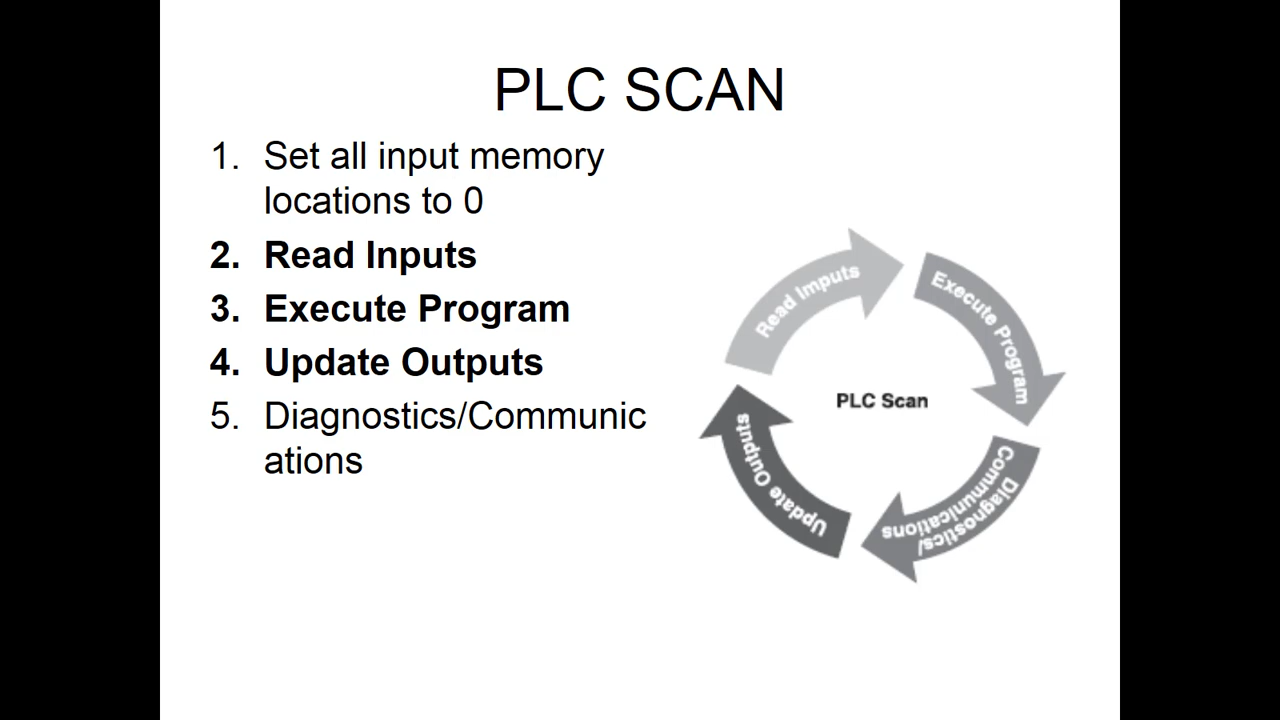 PLC SCAN
1. Set all input memory
locations to 0
2. Read Inputs
3. Execute Program
4. Update Outputs
5. Diagnostics/Communic
ations
Read Imputs
Execute Program
PLC Scan
Update Outputs
Diagnostics/
Communications